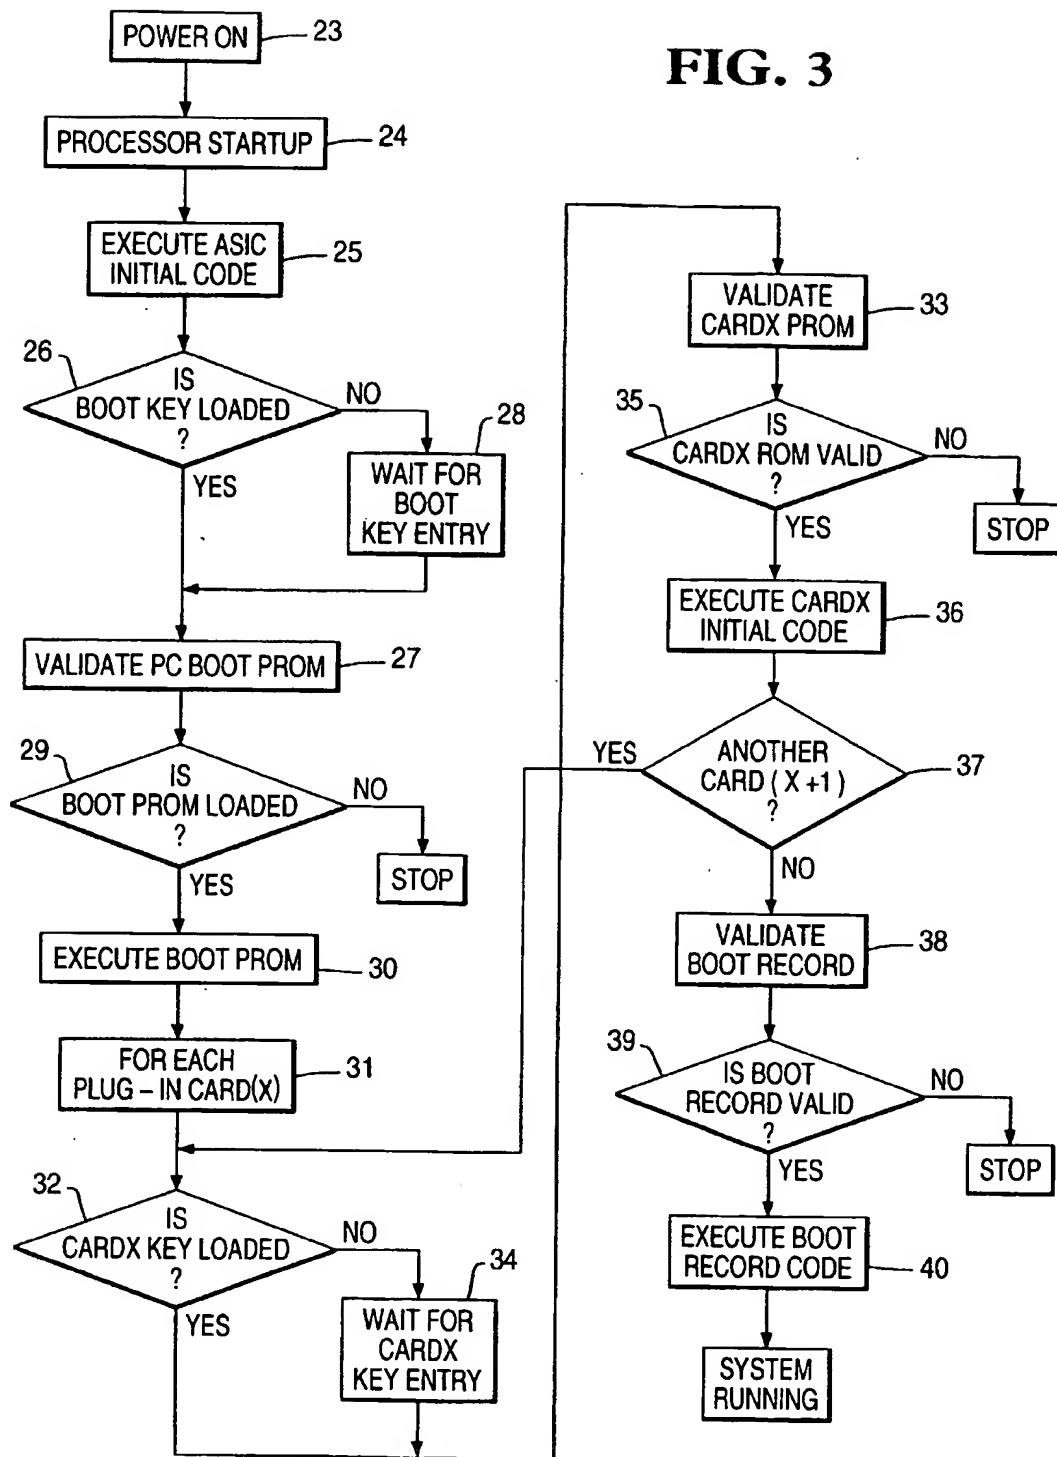 FIG. 3
POWER ON
23
PROCESSOR STARTUP
24
EXECUTE ASIC
INITIAL CODE
25
26
IS
BOOT KEY LOADED
?
NO
YES
28
WAIT FOR
BOOT
KEY ENTRY
VALIDATE PC BOOT PROM
27
29
IS
BOOT PROM LOADED
?
NO
STOP
YES
EXECUTE BOOT PROM
30
FOR EACH
PLUG – IN CARD(X)
31
32
IS
CARDX KEY LOADED
?
NO
YES
34
WAIT FOR
CARDX
KEY ENTRY
VALIDATE
CARDX PROM
33
35
IS
CARDX ROM VALID
?
NO
STOP
YES
EXECUTE CARDX
INITIAL CODE
36
YES
ANOTHER
CARD ( X +1 )
?
37
NO
VALIDATE
BOOT RECORD
38
39
IS BOOT
RECORD VALID
?
NO
STOP
YES
EXECUTE BOOT
RECORD CODE
40
SYSTEM
RUNNING